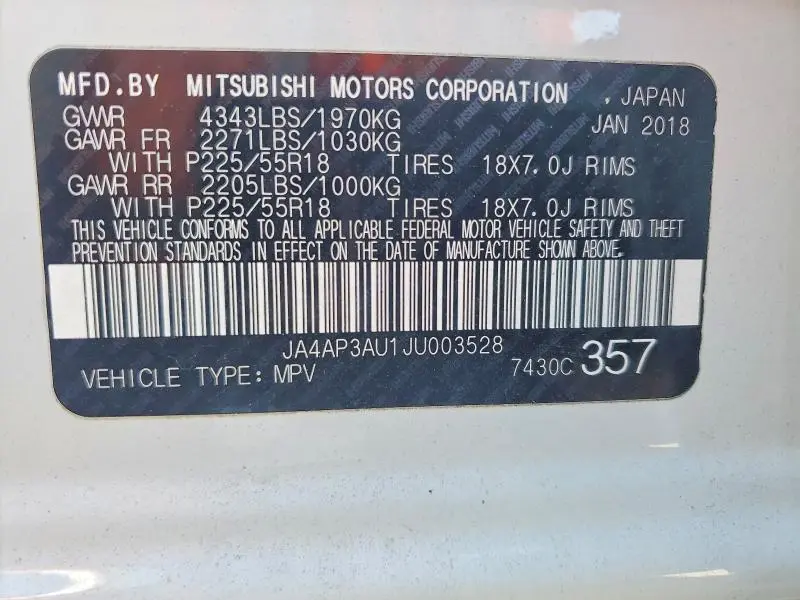 MFD.BY MITSUBISHI MOTORS CORPORATION . JAPAN
GVWR 4343LBS/1970KG JAN 2018
GAWR FR 2271LBS/1030KG
WITH P225/55R18 TIRES 18X7.0J RIMS
GAWR RR 2205LBS/1000KG
WITH P225/55R18 TIRES 18X7.0J RIMS
THIS VEHICLE CONFORMS TO ALL APPLICABLE FEDERAL MOTOR VEHICLE SAFETY AND THEFT
PREVENTION STANDARDS IN EFFECT ON THE DATE OF MANUFACTURE SHOWN ABOVE.
JA4AP3AU1JU003528
VEHICLE TYPE: MPV 7430C 357